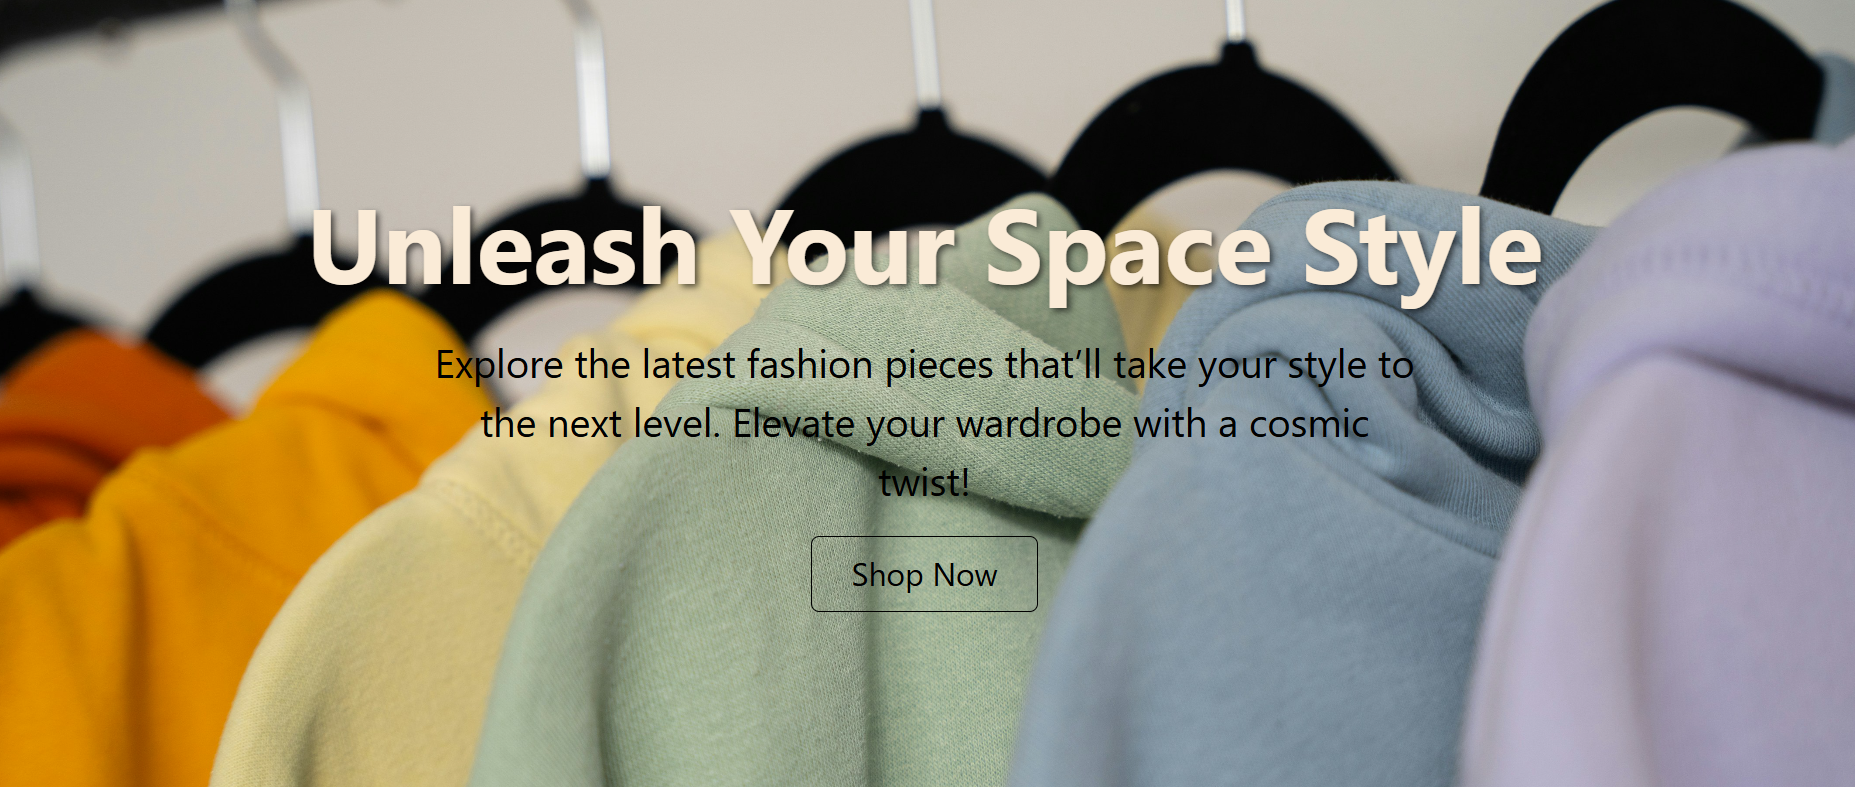 Unleash Your Space Style
Explore the latest fashion pieces that’ll take your style to
the next level. Elevate your wardrobe with a cosmic
twist!
Shop Now